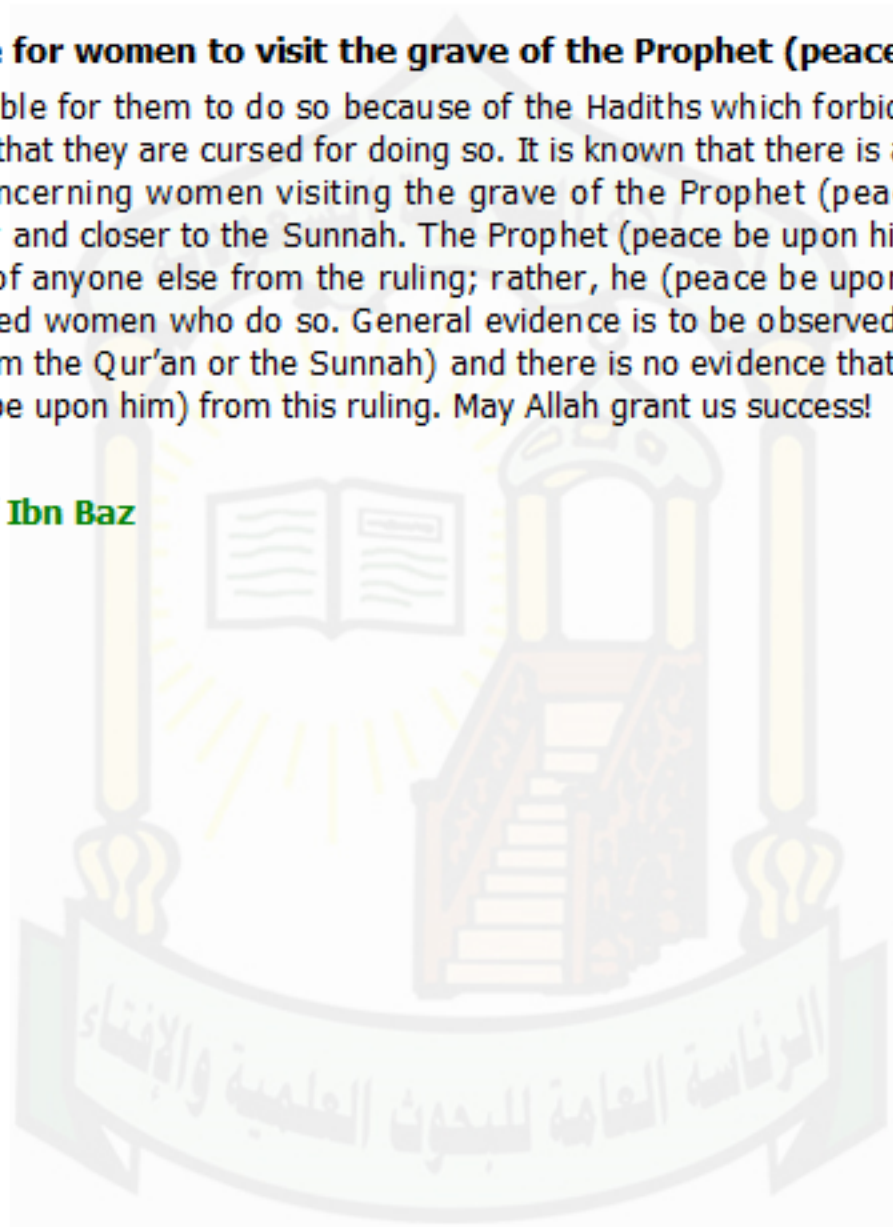 for women to visit the grave of the Prophet (peace
ble for them to do so because of the Hadiths which forbid
that they are cursed for doing so. It is known that there is a
ncerning women visiting the grave of the Prophet (pea
and closer to the Sunnah. The Prophet (peace be upon hi
of anyone else from the ruling; rather, he (peace be upon
ed women who do so. General evidence is to be observed
m the Qur’an or the Sunnah) and there is no evidence that
be upon him) from this ruling. May Allah grant us success!
Ibn Baz
الرئاسة العامة للبحوث العلمية والإفتاء